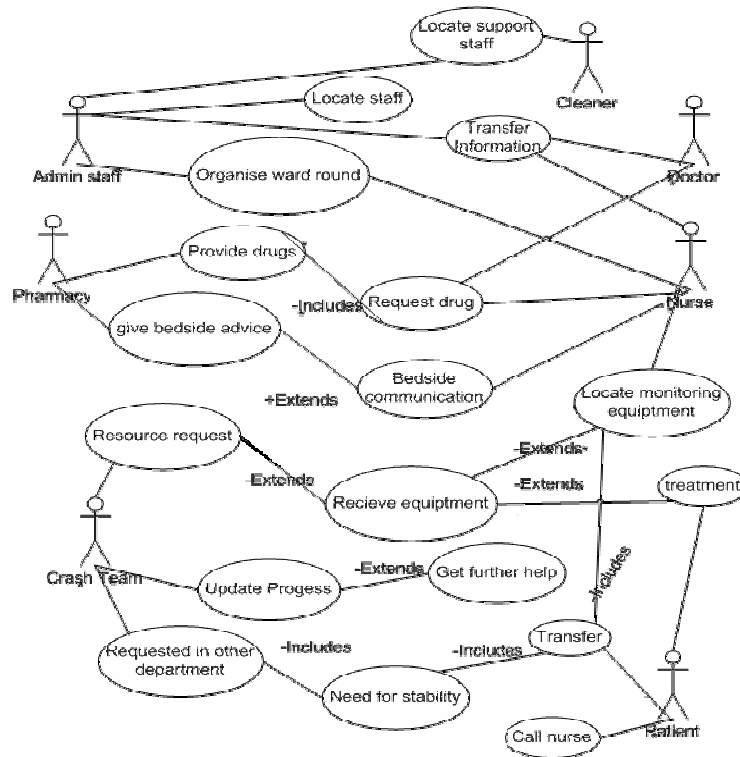 Locate support
staff
Cleaner
Locate staff
Transfer
Information
Admin staff
Organise ward round
Doctor
Provide drugs
Pharmacy
-Includes
Request drug
Nurse
give bedside advice
Bedside
communication
+Extends
Locate monitoring
equiptment
Resource request
-Extends-
-Extends
-Extends
treatment
Recieve equiptment
Crash Team
Update Progess
-Extends
Get further help
-Includes
Requested in other
department
-Includes
-Includes
Transfer
Need for stability
Call nurse
Patient